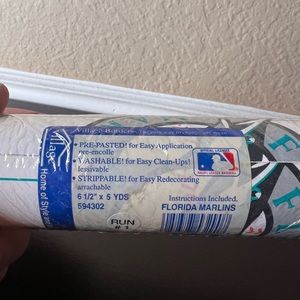 Village Borders
• PRE-PASTED! for Easy Application
pre-encolle
• WASHABLE! for Easy Clean-Ups!
lessivable
• STRIPPABLE! for Easy Redecorating
arrachable
6 1/2" x 5 YDS
594302
RUN
# 1
Instructions Included,
FLORIDA MARLINS
Village
Home of Style